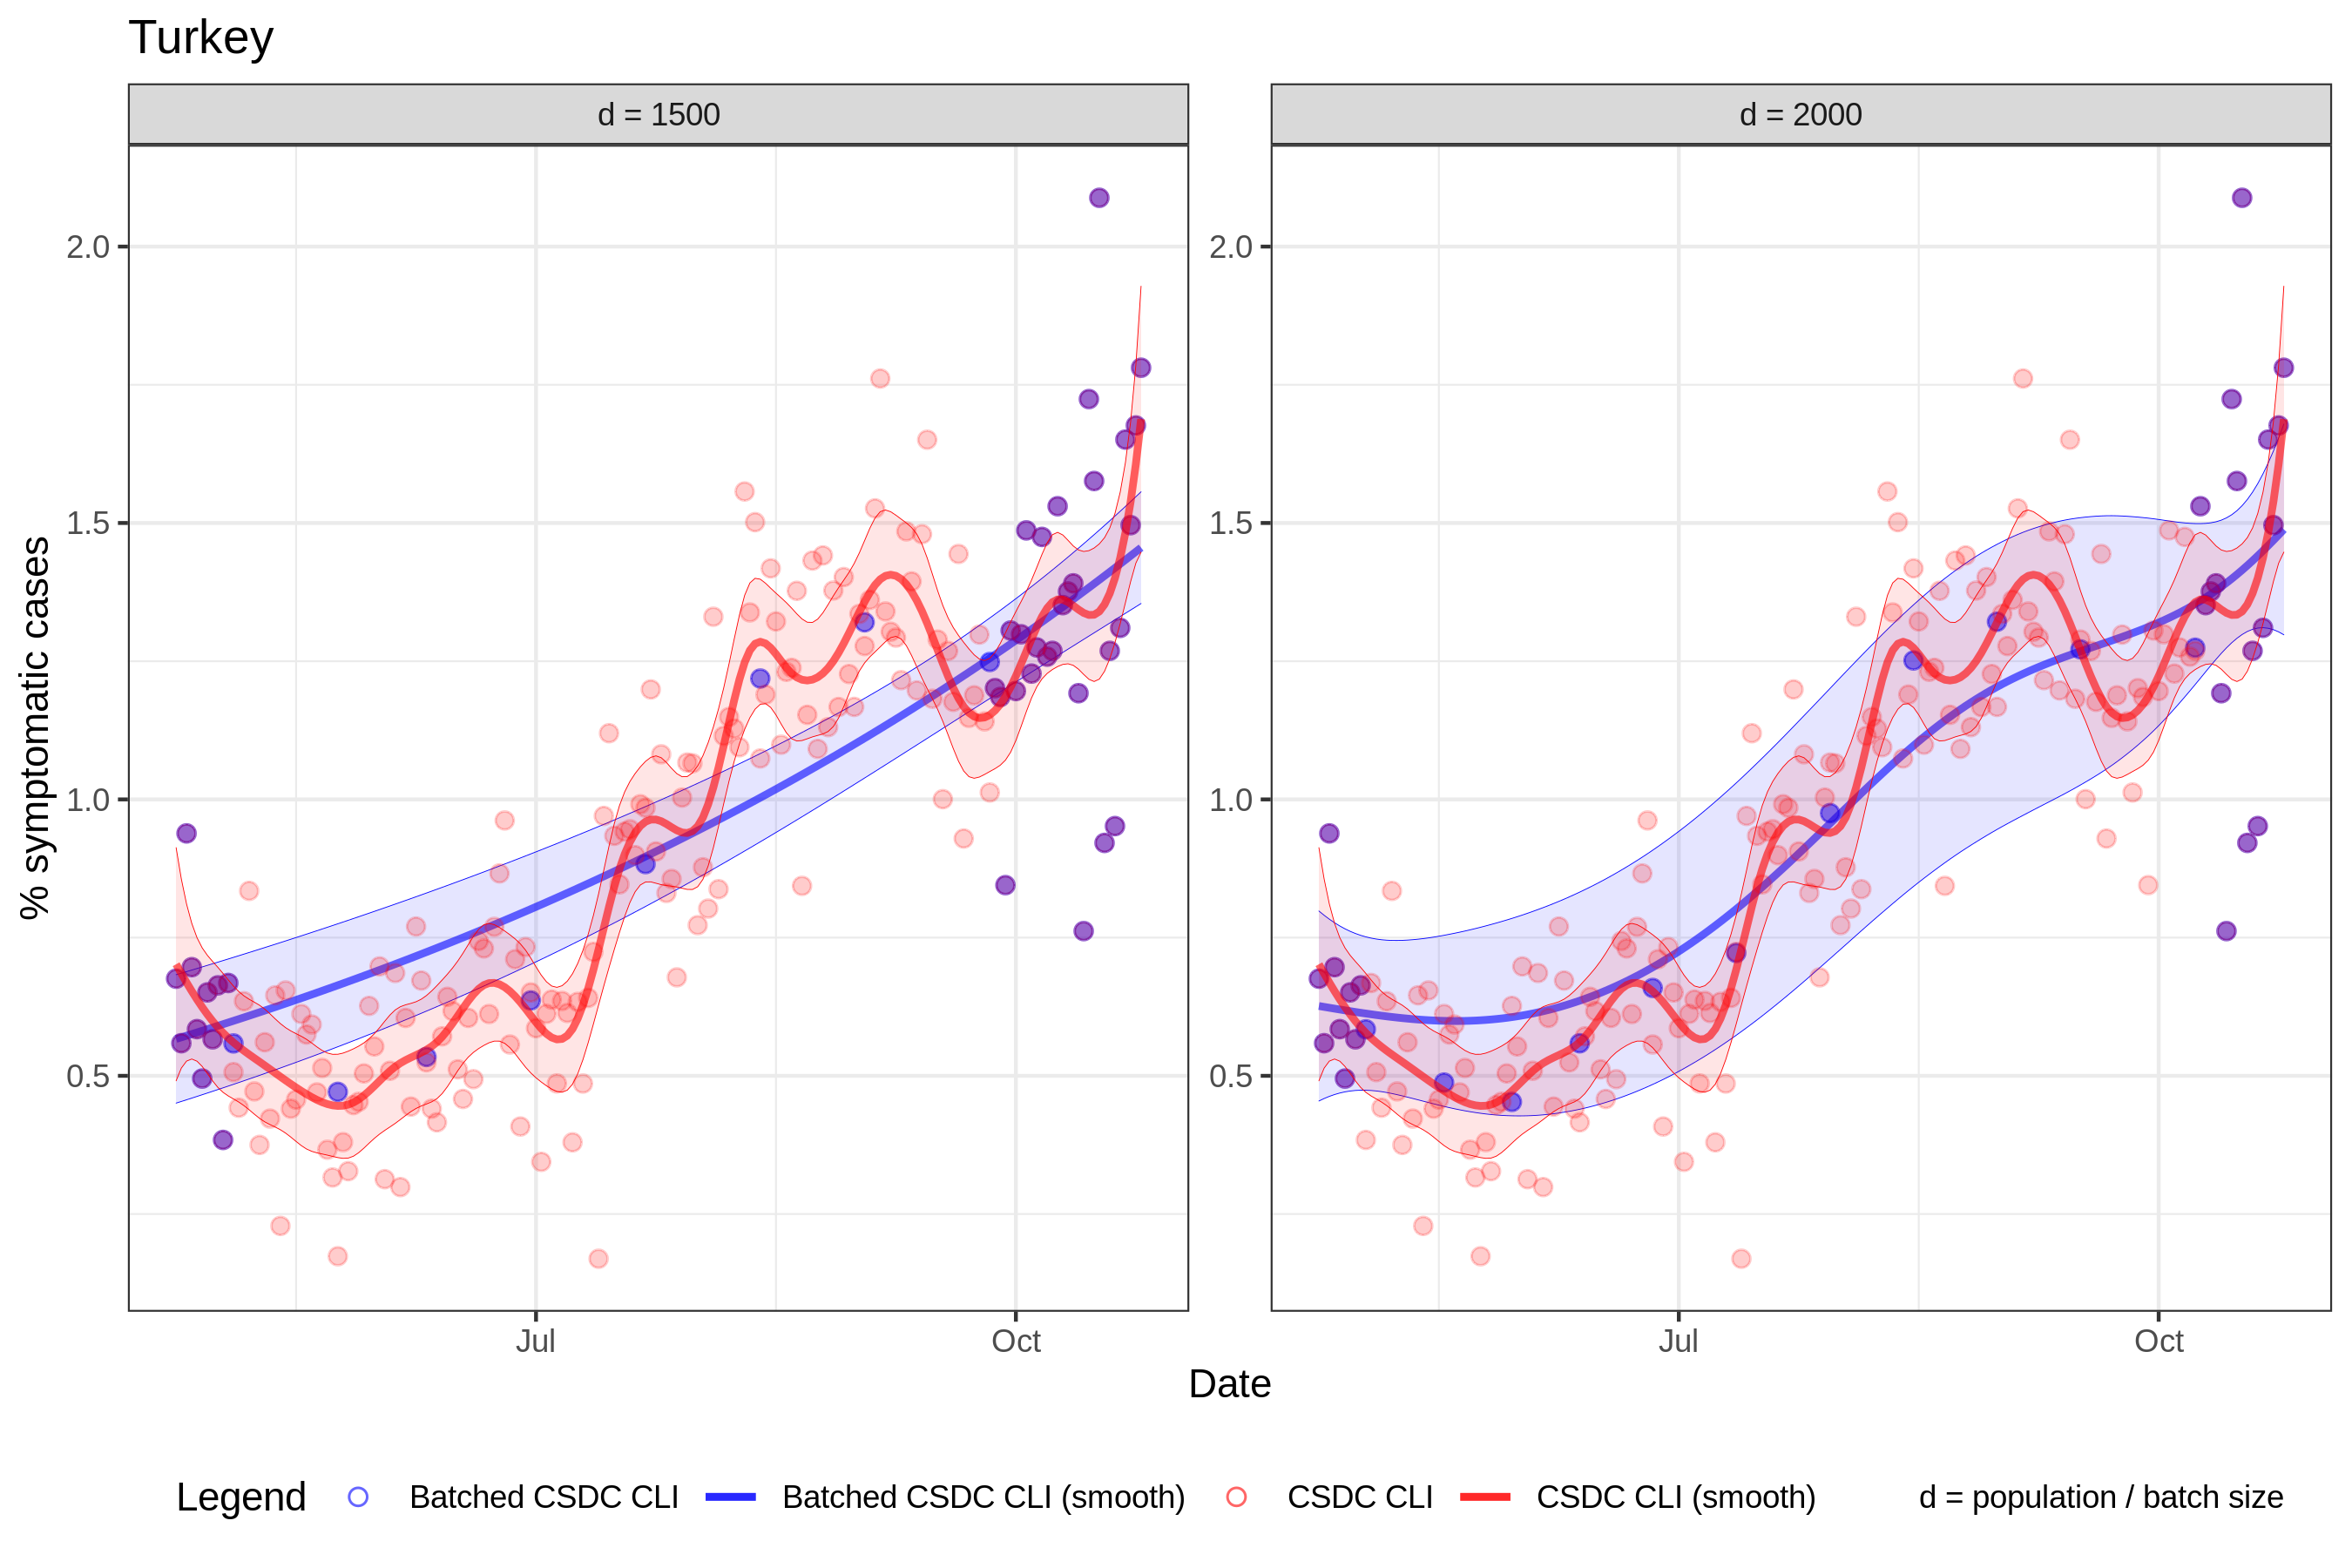 Turkey
d = 1500
d = 2000
% symptomatic cases
2.0
1.5
1.0
0.5
2.0
1.5
1.0
0.5
Jul
Oct
Jul
Oct
Date
Legend
Batched CSDC CLI
Batched CSDC CLI (smooth)
CSDC CLI
CSDC CLI (smooth)
d = population / batch size